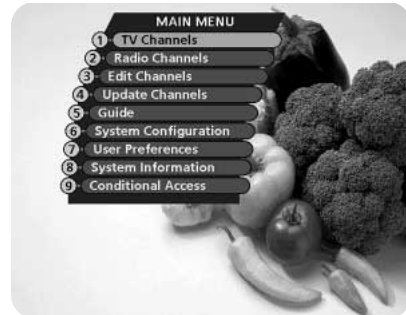 MAIN MENU
1 TV Channels
2 Radio Channels
3 Edit Channels
4 Update Channels
5 Guide
6 System Configuration
7 User Preferences
8 System Information
9 Conditional Access